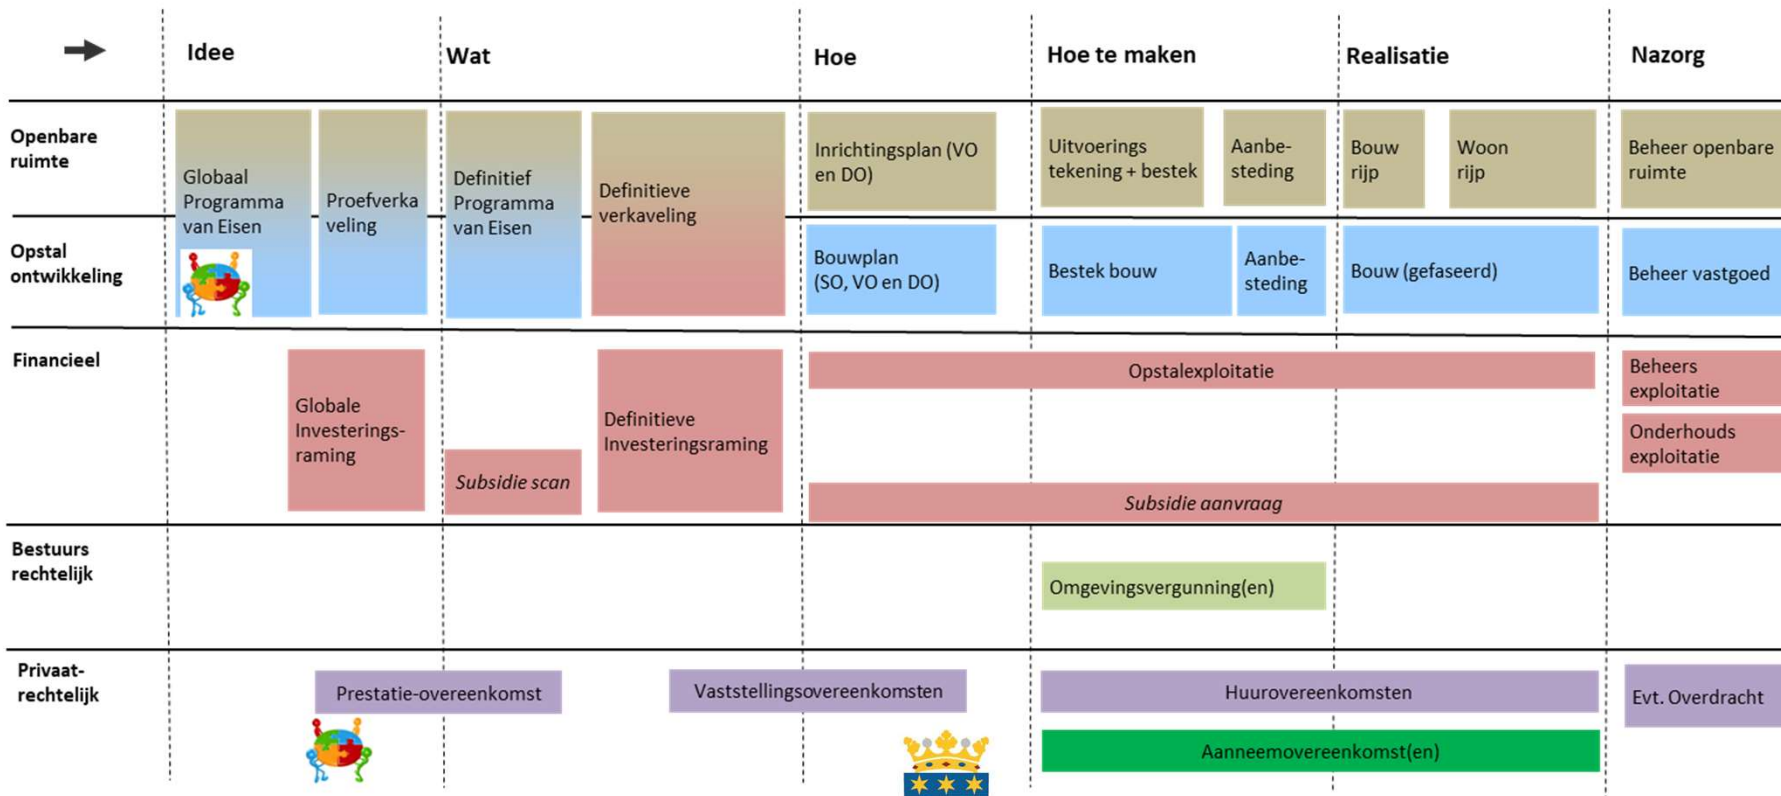 Idee
Wat
Hoe
Hoe te maken
Realisatie
Nazorg
Openbare
ruimte
Globaal
Programma
van Eisen
Proefverka
veling
Definitief
Programma
van Eisen
Definitieve
verkaveling
Inrichtingsplan (VO
en DO)
Uitvoerings
tekening + bestek
Aanbe-
steding
Bouw
rijp
Woon
rijp
Beheer openbare
ruimte
Opstal
ontwikkeling
Bouwplan
(SO, VO en DO)
Bestek bouw
Aanbe-
steding
Bouw (gefaseerd)
Beheer vastgoed
Financieel
Globale
Investerings-
raming
Subsidie scan
Definitieve
Investeringsraming
Opstalexploitatie
Subsidie aanvraag
Beheers
exploitatie
Onderhouds
exploitatie
Bestuurs
rechtelijk
Omgevingsvergunning(en)
Privaat-
rechtelijk
Prestatie-overeenkomst
Vaststellingsovereenkomsten
Huurovereenkomsten
Evt. Overdracht
Aanneemovereenkomst(en)